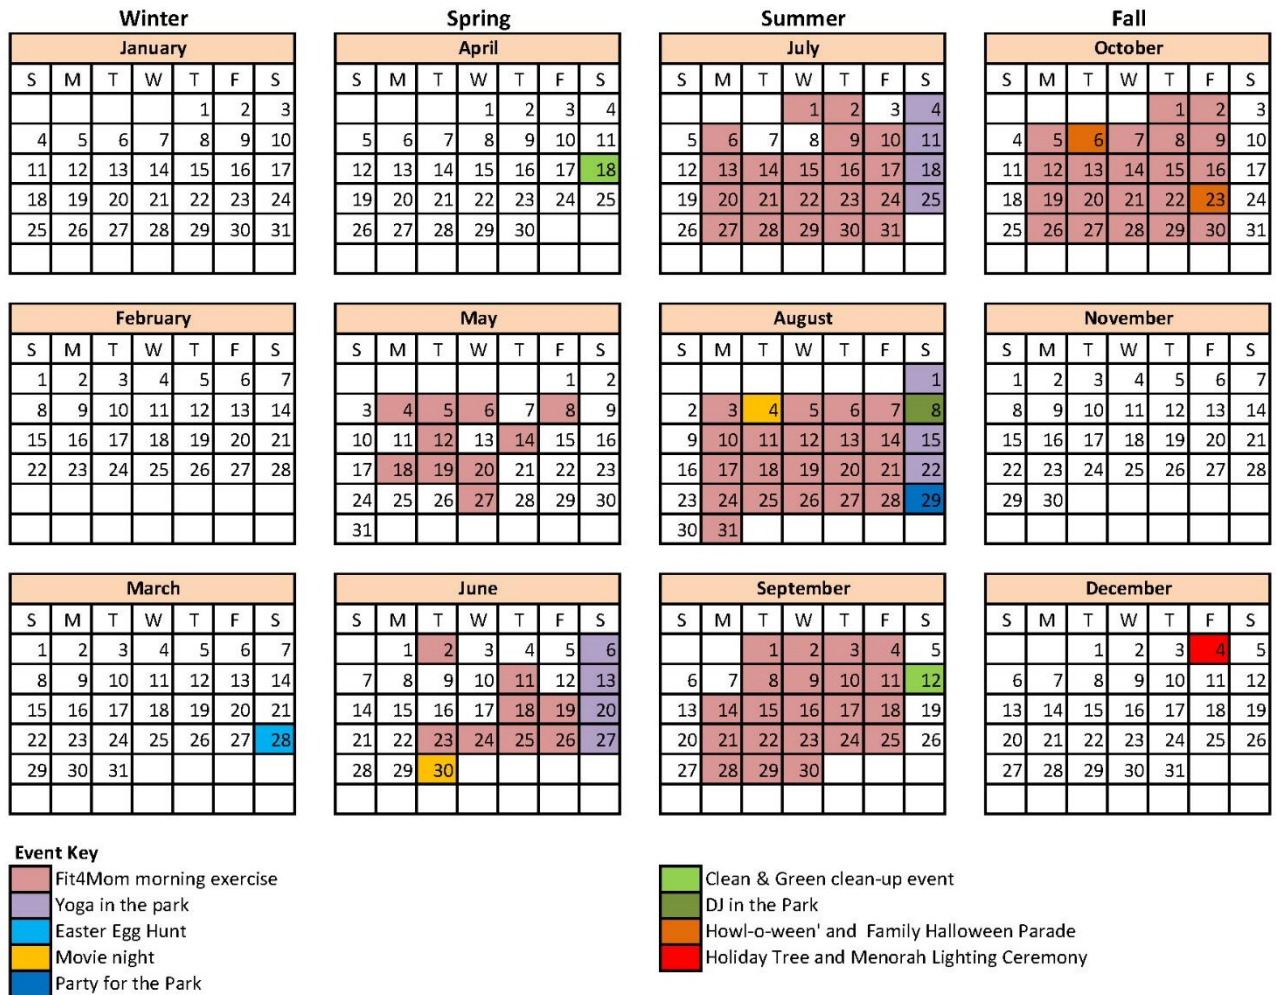 Winter Spring Summer Fall
January April July October
S M T W T F S S M T W T F S S M T W T F S S M T W T F S
1 2 3 1 2 3 4 1 2 3 4 1 2 3
4 5 6 7 8 9 10 5 6 7 8 9 10 11 5 6 7 8 9 10 11 4 5 6 7 8 9 10
11 12 13 14 15 16 17 12 13 14 15 16 17 18 12 13 14 15 16 17 18 11 12 13 14 15 16 17
18 19 20 21 22 23 24 19 20 21 22 23 24 25 19 20 21 22 23 24 25 18 19 20 21 22 23 24
25 26 27 28 29 30 31 26 27 28 29 30 26 27 28 29 30 31 25 26 27 28 29 30 31
February May August November
S M T W T F S S M T W T F S S M T W T F S S M T W T F S
1 2 3 4 5 6 7 1 2 1 1 2 3 4 5 6 7
8 9 10 11 12 13 14 3 4 5 6 7 8 9 2 3 4 5 6 7 8 8 9 10 11 12 13 14
15 16 17 18 19 20 21 10 11 12 13 14 15 16 9 10 11 12 13 14 15 15 16 17 18 19 20 21
22 23 24 25 26 27 28 17 18 19 20 21 22 23 16 17 18 19 20 21 22 22 23 24 25 26 27 28
24 25 26 27 28 29 30 23 24 25 26 27 28 29 29 30
31 30 31
March June September December
S M T W T F S S M T W T F S S M T W T F S S M T W T F S
1 2 3 4 5 6 7 1 2 3 4 5 6 1 2 3 4 5 1 2 3 4 5
8 9 10 11 12 13 14 7 8 9 10 11 12 13 6 7 8 9 10 11 12 6 7 8 9 10 11 12
15 16 17 18 19 20 21 14 15 16 17 18 19 20 13 14 15 16 17 18 19 13 14 15 16 17 18 19
22 23 24 25 26 27 28 21 22 23 24 25 26 27 20 21 22 23 24 25 26 20 21 22 23 24 25 26
29 30 31 28 29 30 27 28 29 30 27 28 29 30 31
Event Key
Fit4Mom morning exercise
Yoga in the park
Easter Egg Hunt
Movie night
Party for the Park
Clean & Green clean-up event
DJ in the Park
Howl-o-ween' and Family Halloween Parade
Holiday Tree and Menorah Lighting Ceremony